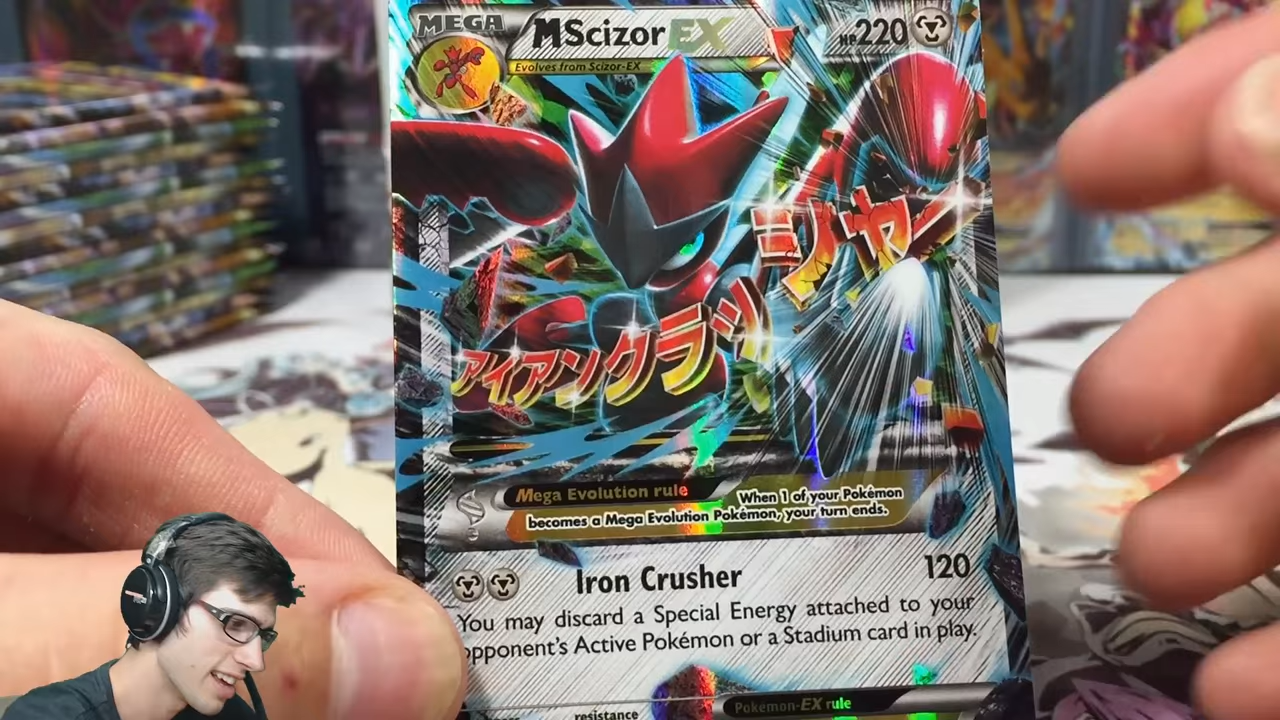 MEGA
MScizor EX
HP220
Evolves from Scizor-EX
アイアンクラッ
シャー
Mega Evolution rule
When 1 of your Pokémon
becomes a Mega Evolution Pokémon, your turn ends.
Iron Crusher 120
You may discard a Special Energy attached to your
opponent's Active Pokémon or a Stadium card in play.
resistance
Pokémon-EX rule